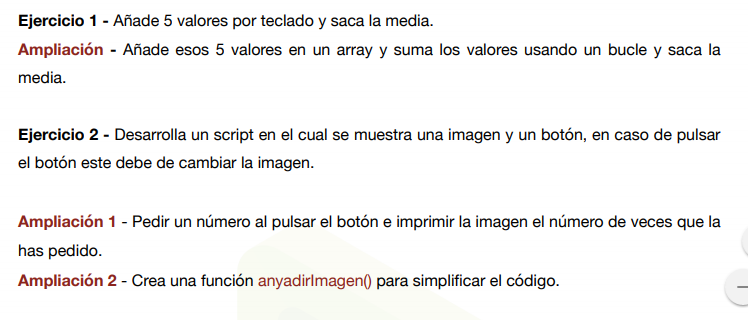 Ejercicio 1 - Añade 5 valores por teclado y saca la media.
Ampliación - Añade esos 5 valores en un array y suma los valores usando un bucle y saca la
media.
Ejercicio 2 - Desarrolla un script en el cual se muestra una imagen y un botón, en caso de pulsar
el botón este debe de cambiar la imagen.
Ampliación 1 - Pedir un número al pulsar el botón e imprimir la imagen el número de veces que la
has pedido.
Ampliación 2 - Crea una función anyadirImagen() para simplificar el código.